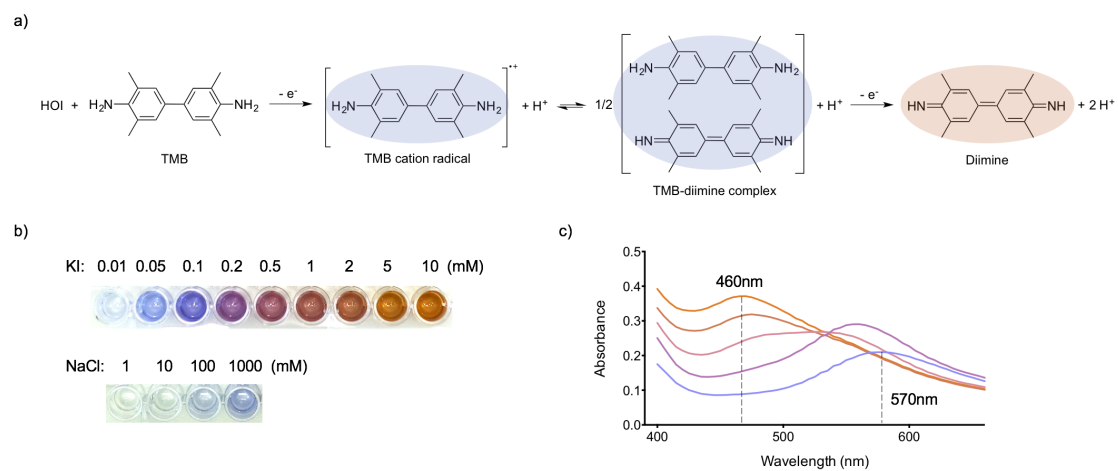 a)
HOI + H₂N NH₂ - e⁻ H₂N NH₂ •+ + H⁺ 1/2 H₂N NH₂ HN NH + H⁺ - e⁻ HN NH + 2 H⁺
TMB
TMB cation radical
TMB-diimine complex
Diimine
b)
KI: 0.01 0.05 0.1 0.2 0.5 1 2 5 10 (mM)
NaCl: 1 10 100 1000 (mM)
c)
0.5
0.4
0.3
0.2
0.1
0.0
Absorbance
460nm
570nm
400 500 600
Wavelength (nm)